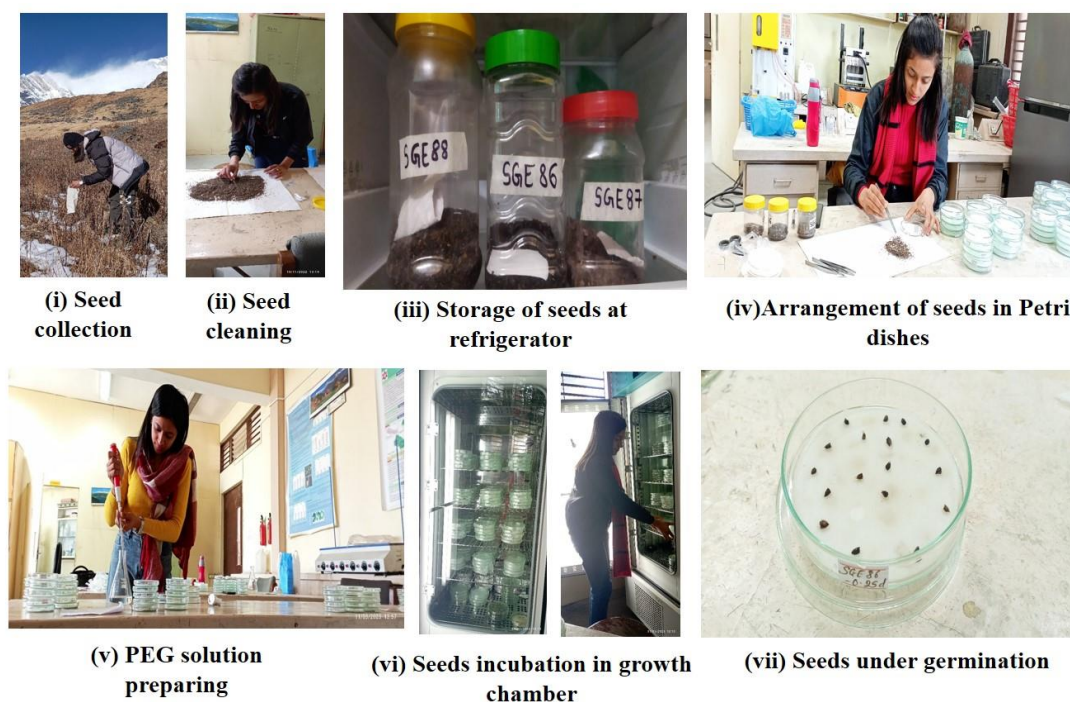 (i) Seed
collection
(ii) Seed
cleaning
SGE88
SGE 86
SGE87
(iii) Storage of seeds at
refrigerator
(iv)Arrangement of seeds in Petri
dishes
(v) PEG solution
preparing
(vi) Seeds incubation in growth
chamber
SGE86
(vii) Seeds under germination